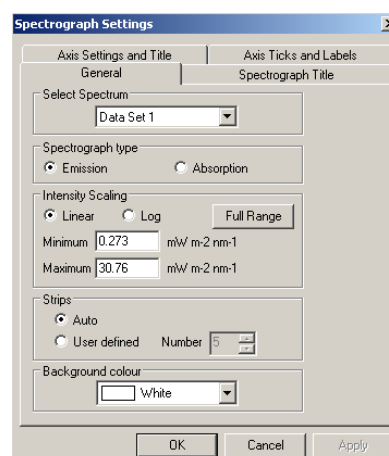 Spectrograph Settings
Axis Settings and Title Axis Ticks and Labels
General Spectrograph Title
Select Spectrum
Data Set 1
Spectrograph type
Emission Absorption
Intensity Scaling
Linear Log Full Range
Minimum 0.273 mW m-2 nm-1
Maximum 30.76 mW m-2 nm-1
Strips
Auto
User defined Number 5
Background colour
White
OK Cancel Apply